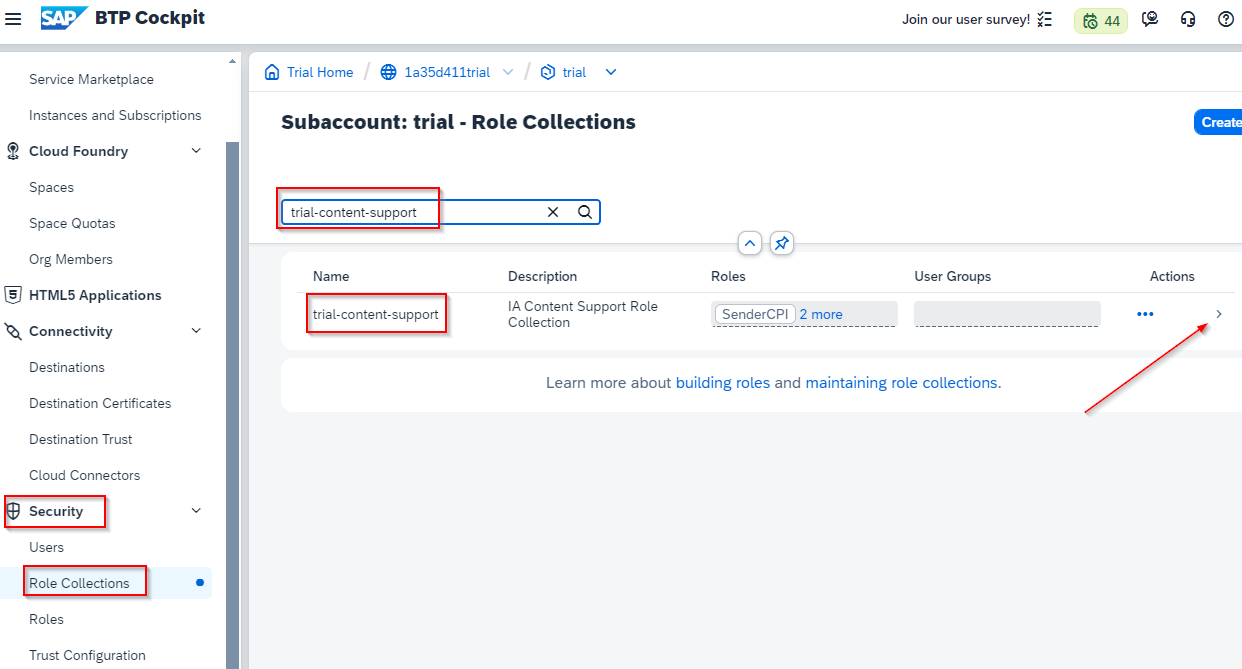 SAP BTP Cockpit
Join our user survey!
44
Service Marketplace
Instances and Subscriptions
Cloud Foundry
Spaces
Space Quotas
Org Members
HTML5 Applications
Connectivity
Destinations
Destination Certificates
Destination Trust
Cloud Connectors
Security
Users
Role Collections
Roles
Trust Configuration
Trial Home / 1a35d411trial / trial
Subaccount: trial - Role Collections
Create
trial-content-support
Name Description Roles User Groups Actions
trial-content-support IA Content Support Role SenderCPI 2 more
Collection
Learn more about building roles and maintaining role collections.